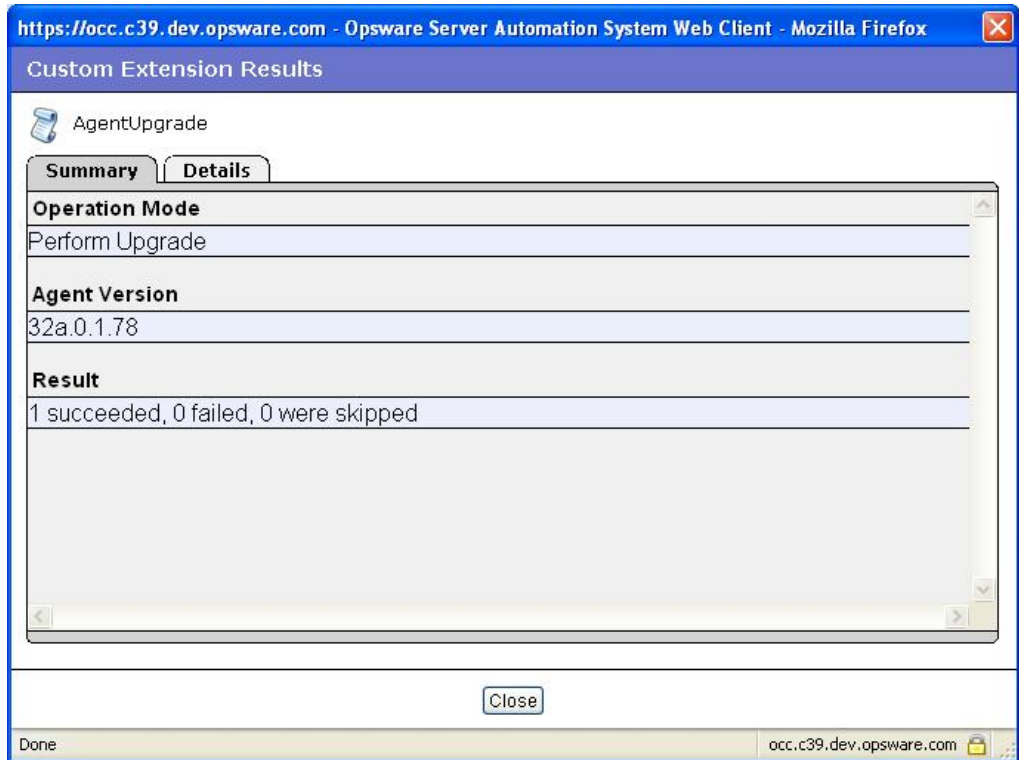 https://occ.c39.dev.opsware.com - Opsware Server Automation System Web Client - Mozilla Firefox
Custom Extension Results
AgentUpgrade
Summary Details
Operation Mode
Perform Upgrade
Agent Version
32a.0.1.78
Result
1 succeeded, 0 failed, 0 were skipped
Close
Done occ.c39.dev.opsware.com